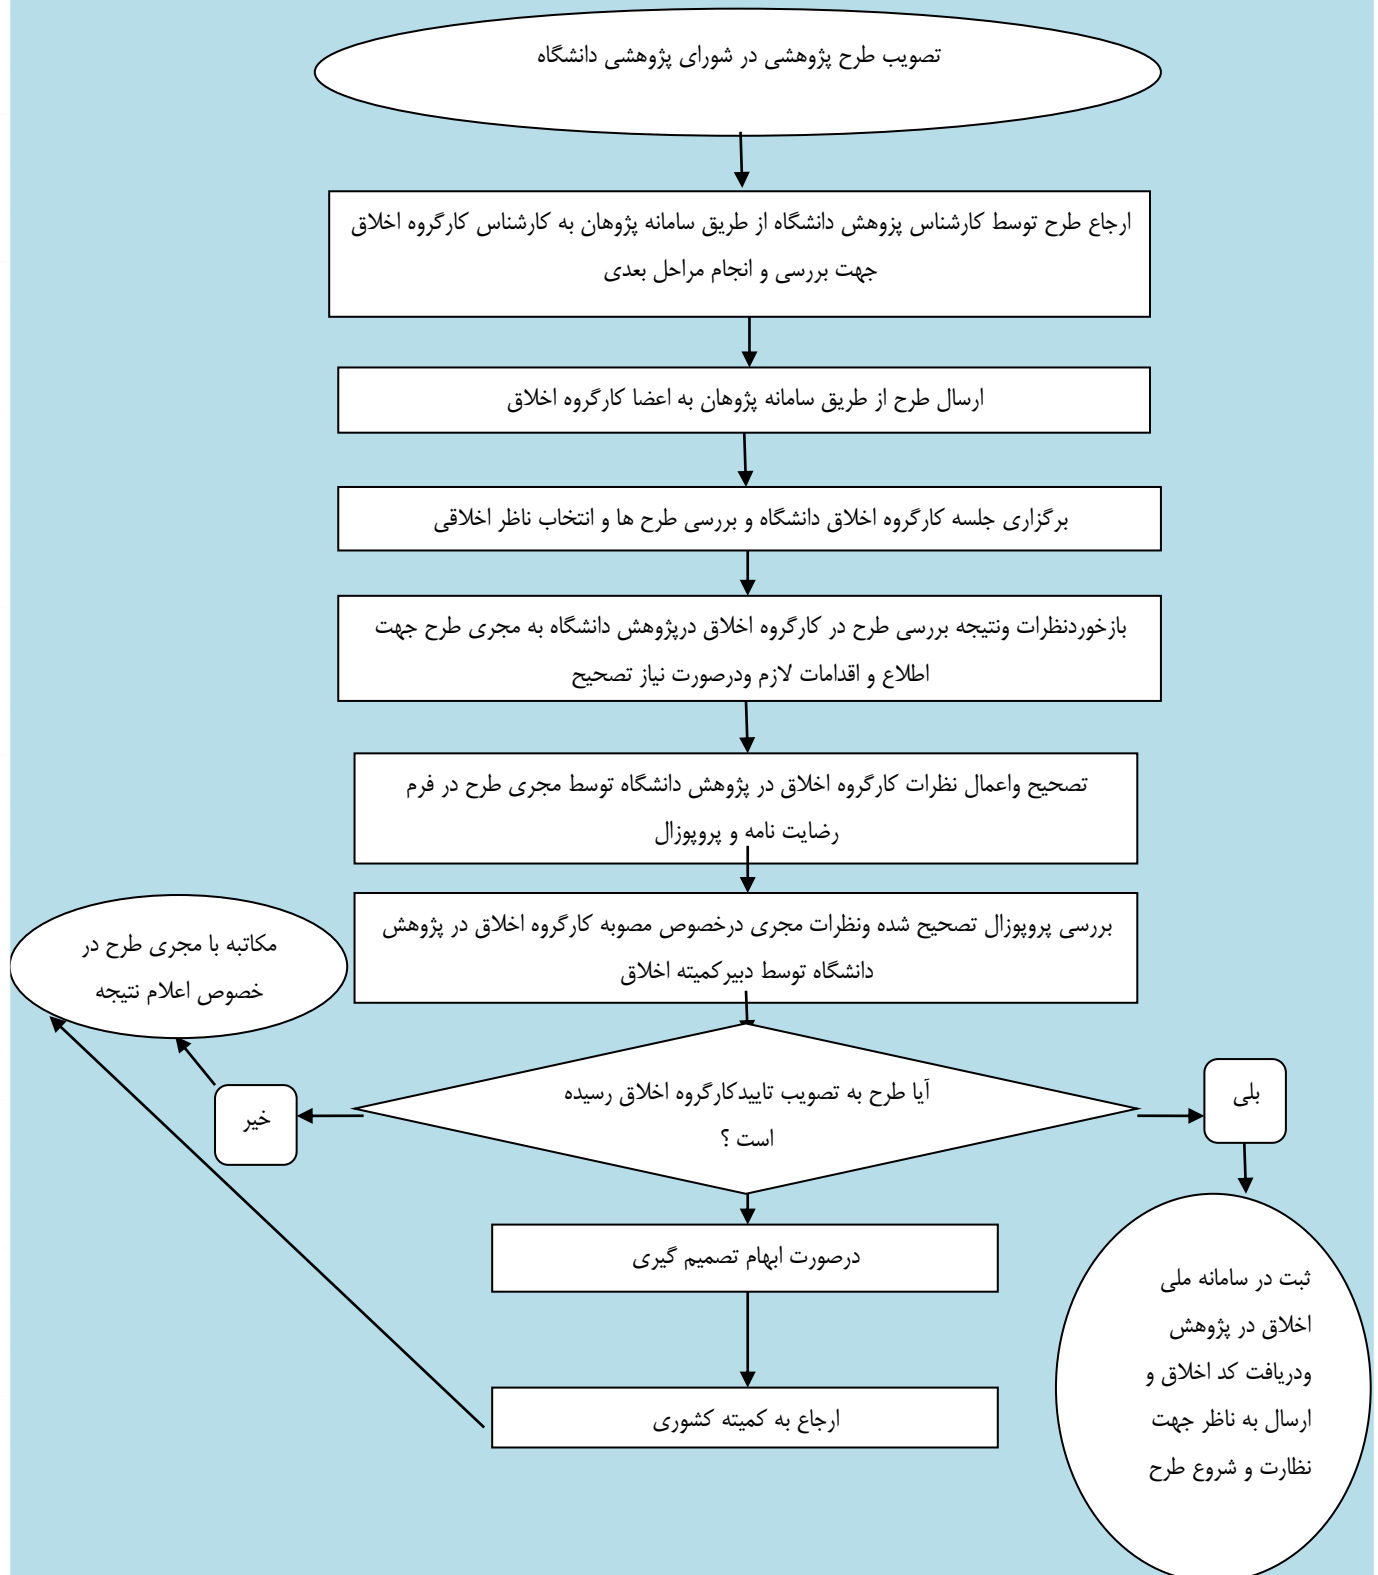 تصویب طرح پژوهشی در شورای پژوهشی دانشگاه
ارجاع طرح توسط کارشناس پزوهش دانشگاه از طریق سامانه پژوهان به کارشناس کارگروه اخلاق
جهت بررسی و انجام مراحل بعدی
ارسال طرح از طریق سامانه پژوهان به اعضا کارگروه اخلاق
برگزاری جلسه کارگروه اخلاق دانشگاه و بررسی طرح ها و انتخاب ناظر اخلاقی
بازخوردنظرات ونتیجه بررسی طرح در کارگروه اخلاق درپژوهش دانشگاه به مجری طرح جهت
اطلاع و اقدامات لازم ودرصورت نیاز تصحیح
تصحیح واعمال نظرات کارگروه اخلاق در پژوهش دانشگاه توسط مجری طرح در فرم
رضایت نامه و پروپوزال
بررسی پروپوزال تصحیح شده ونظرات مجری درخصوص مصوبه کارگروه اخلاق در پژوهش
دانشگاه توسط دبیرکمیته اخلاق
مکاتبه با مجری طرح در
خصوص اعلام نتیجه
آیا طرح به تصویب تاییدکارگروه اخلاق رسیده
است ؟
بلی
خیر
درصورت ابهام تصمیم گیری
ارجاع به کمیته کشوری
ثبت در سامانه ملی
اخلاق در پژوهش
ودریافت کد اخلاق و
ارسال به ناظر جهت
نظارت و شروع طرح